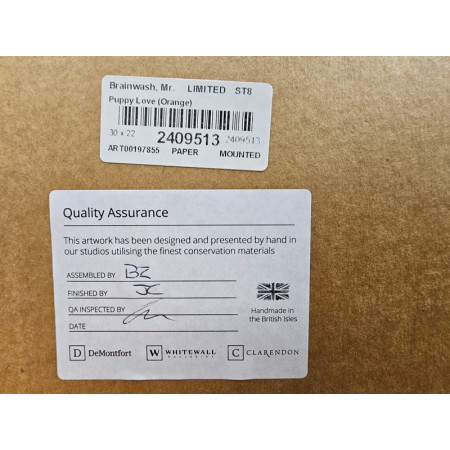 Brainwash, Mr. LIMITED ST8
Puppy Love (Orange)
30 x 22 2409513 2409513
ART00197855 PAPER MOUNTED
Quality Assurance
This artwork has been designed and presented by hand in
our studios utilising the finest conservation materials
ASSEMBLED BY BZ
FINISHED BY JC
QA INSPECTED BY
DATE
Handmade in
the British Isles
D DeMontfort W WHITEWALL GALLERIES C CLARENDON